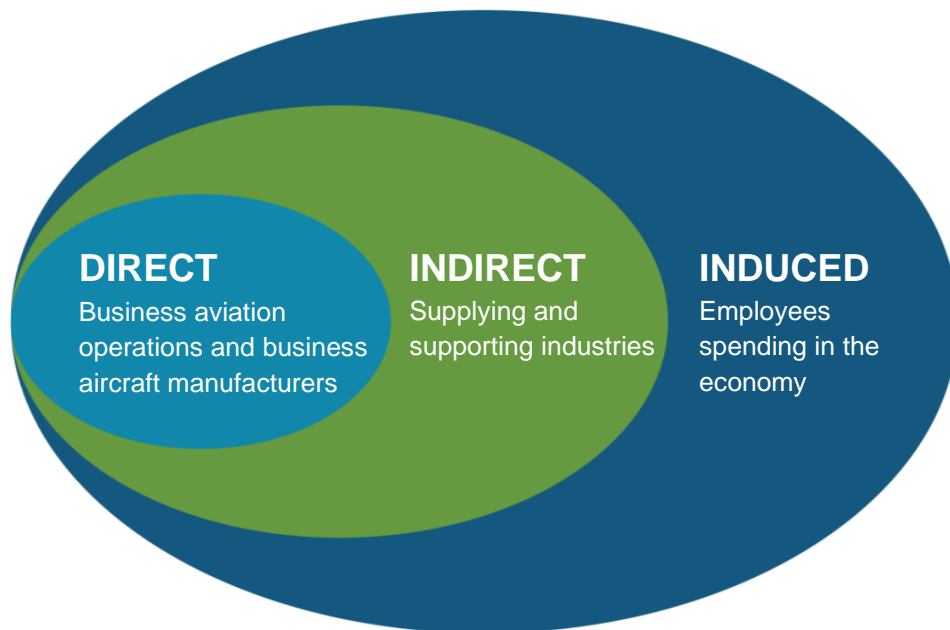 DIRECT
Business aviation
operations and business
aircraft manufacturers
INDIRECT
Supplying and
supporting industries
INDUCED
Employees
spending in the
economy